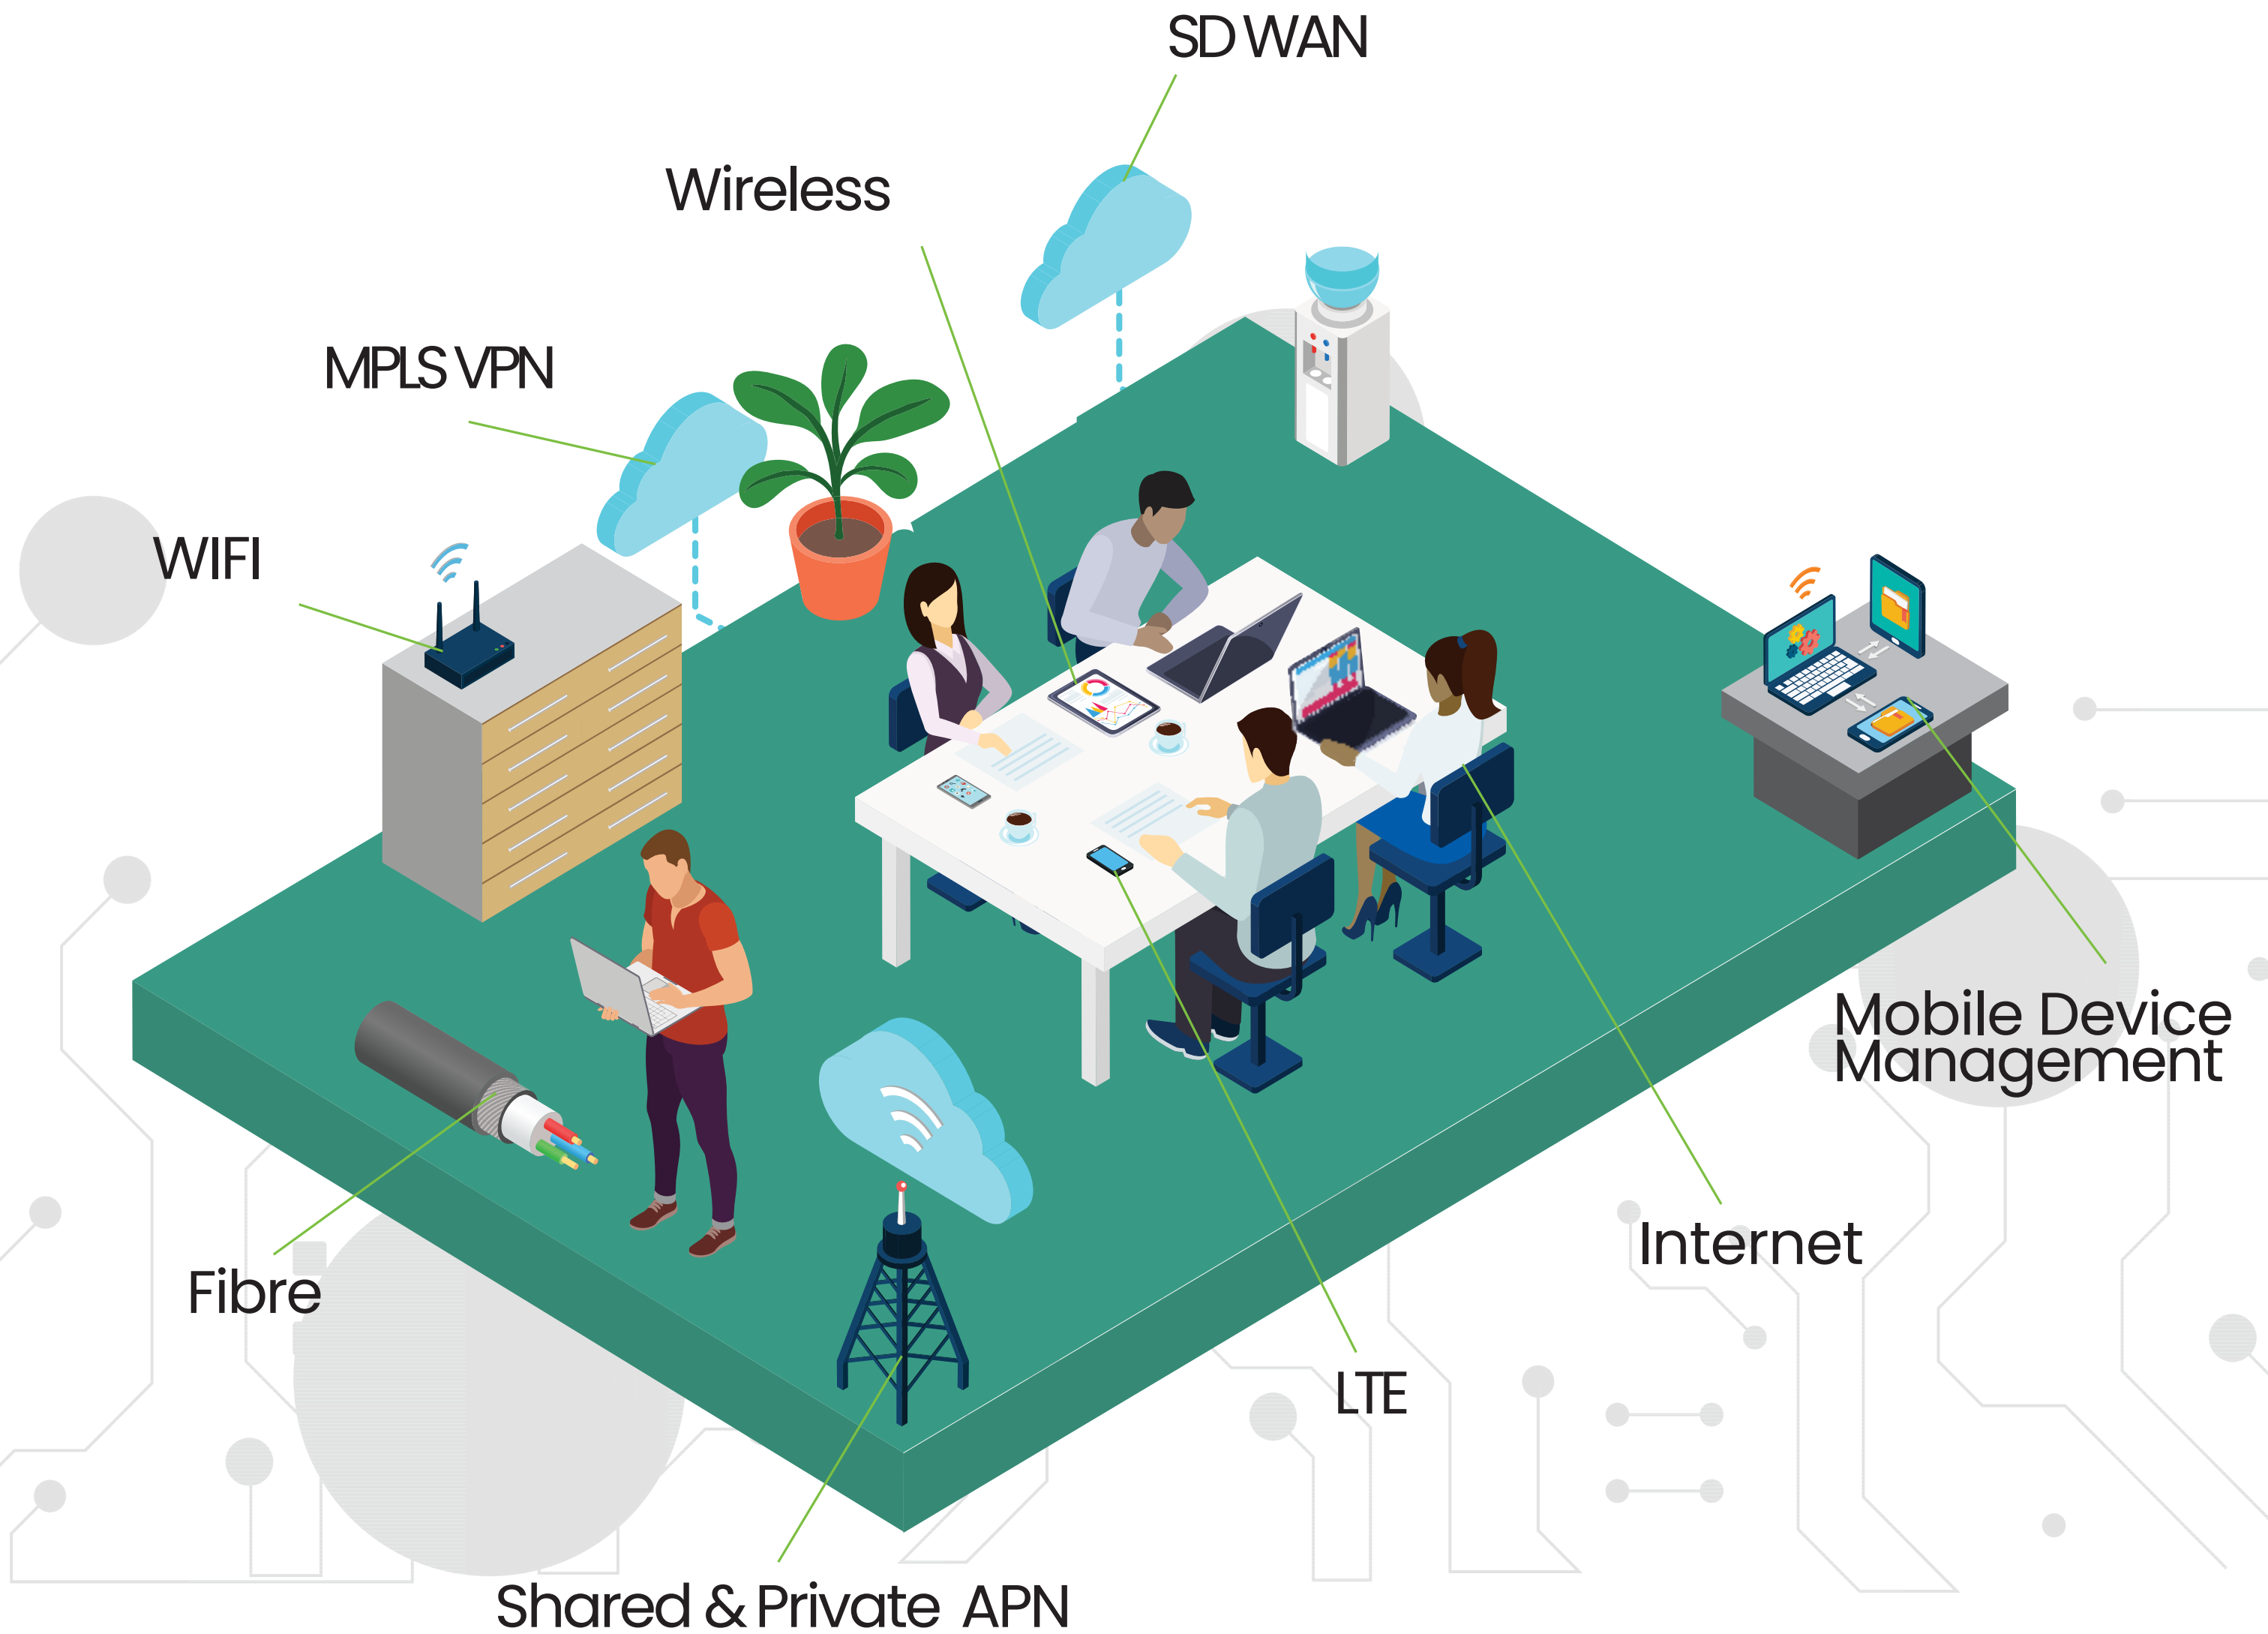 SD WAN
Wireless
MPLS VPN
WIFI
Mobile Device
Management
Internet
Fibre
LTE
Shared & Private APN